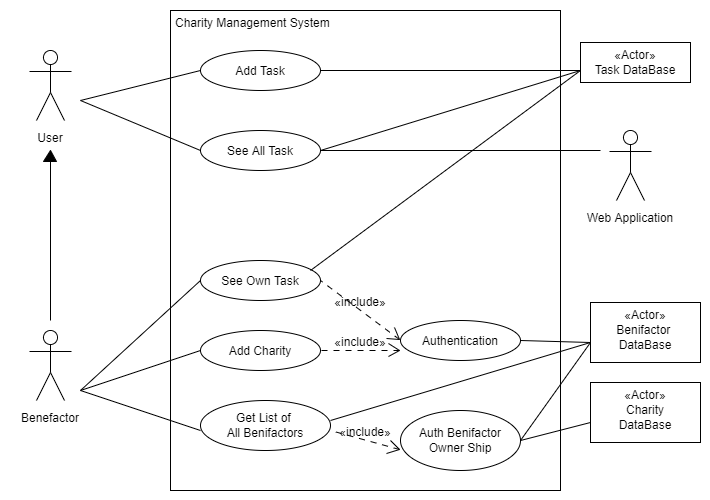 Charity Management System
«Actor»
Task DataBase
Add Task
User
See All Task
Web Application
See Own Task
«include»
«include»
Authentication
«Actor»
Benifactor
DataBase
Add Charity
Benefactor
Get List of
All Benifactors
«include»
Auth Benifactor
Owner Ship
«Actor»
Charity
DataBase